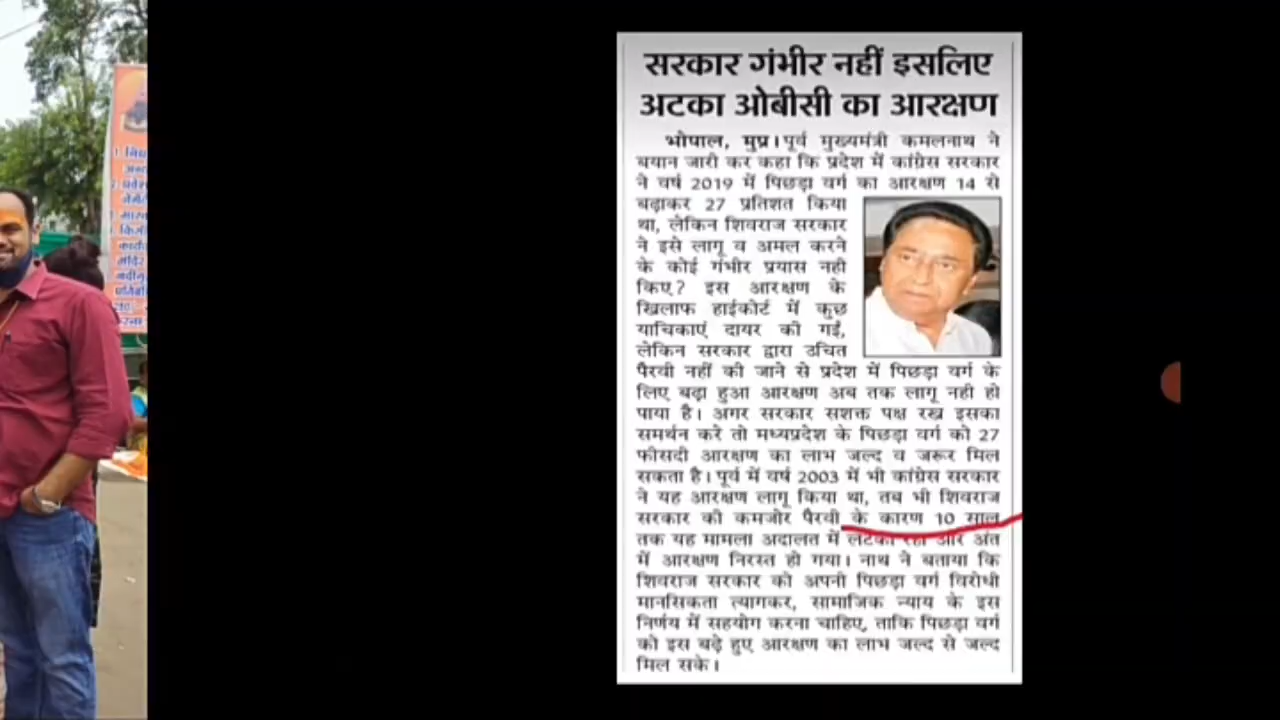 सरकार गंभीर नहीं इसलिए
अटका ओबीसी का आरक्षण
भोपाल, मुप्र। पूर्व मुख्यमंत्री कमलनाथ ने
बयान जारी कर कहा कि प्रदेश में कांग्रेस सरकार
ने वर्ष 2019 में पिछड़ा वर्ग का आरक्षण 14 से
बढ़ाकर 27 प्रतिशत किया
था, लेकिन शिवराज सरकार
ने इसे लागू व अमल करने
के कोई गंभीर प्रयास नही
किए? इस आरक्षण के
खिलाफ हाईकोर्ट में कुछ
याचिकाएं दायर की गईं,
लेकिन सरकार द्वारा उचित
पैरवी नहीं की जाने से प्रदेश में पिछड़ा वर्ग के
लिए बढ़ा हुआ आरक्षण अब तक लागू नही हो
पाया है। अगर सरकार सशक्त पक्ष रख इसका
समर्थन करे तो मध्यप्रदेश के पिछड़ा वर्ग को 27
फीसदी आरक्षण का लाभ जल्द व जरूर मिल
सकता है। पूर्व में वर्ष 2003 में भी कांग्रेस सरकार
ने यह आरक्षण लागू किया था, तब भी शिवराज
सरकार की कमजोर पैरवी के कारण 10 साल
तक यह मामला अदालत में लटका रहा और अंत
में आरक्षण निरस्त हो गया। नाथ ने बताया कि
शिवराज सरकार को अपनी पिछड़ा वर्ग विरोधी
मानसिकता त्यागकर, सामाजिक न्याय के इस
निर्णय में सहयोग करना चाहिए, ताकि पिछड़ा वर्ग
को इस बढ़े हुए आरक्षण का लाभ जल्द से जल्द
मिल सके।